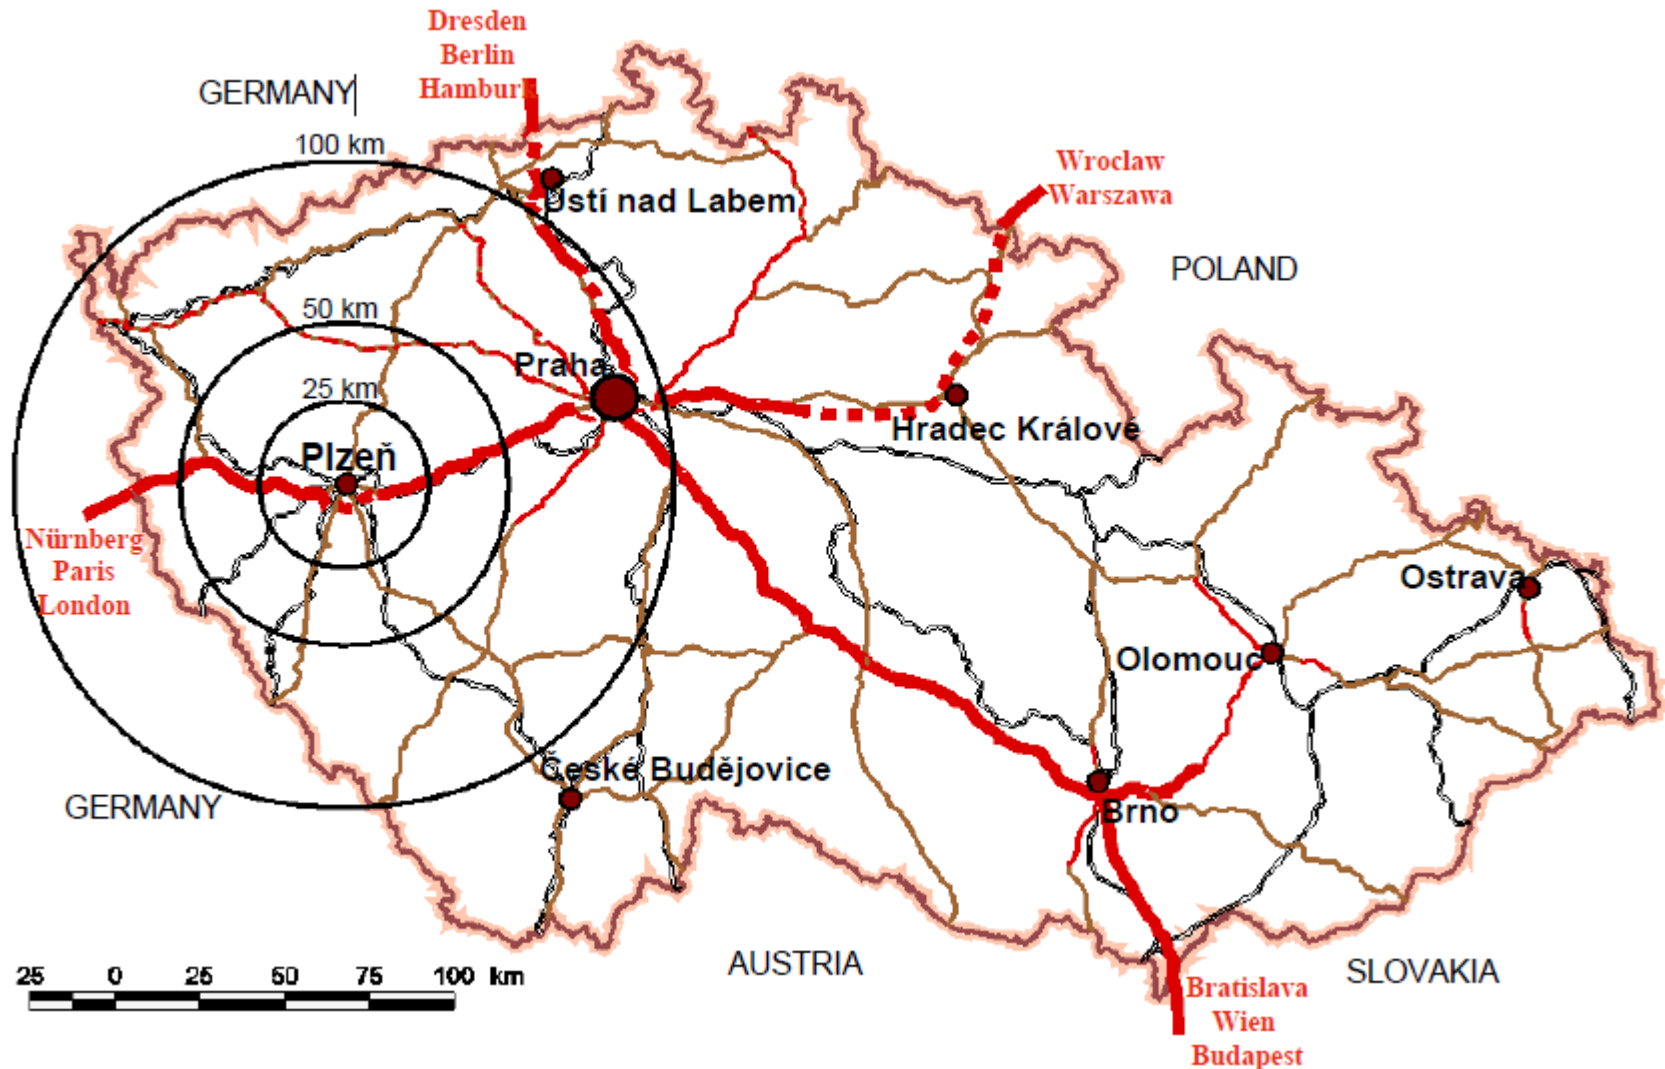 Dresden
Berlin
Hamburk
GERMANY
100 km
Wroclaw
Warszawa
Ústí nad Labem
POLAND
50 km
Praha
25 km
Hradec Králové
Plzeň
Nürnberg
Paris
London
Ostrava
Olomouc
České Budějovice
GERMANY
Brno
AUSTRIA
SLOVAKIA
25 0 25 50 75 100 km
Bratislava
Wien
Budapest